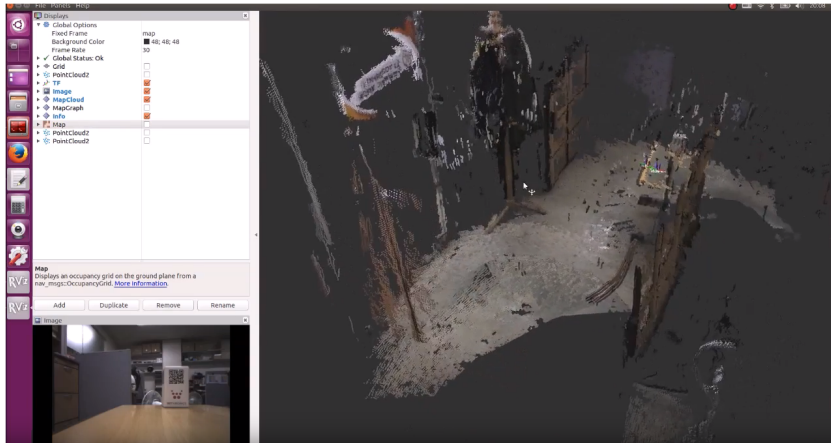 File Panels Help
20:08
Displays
Global Options
Fixed Frame map
Background Color 48; 48; 48
Frame Rate 30
Global Status: Ok
Grid
PointCloud2
TF
Image
MapCloud
MapGraph
Info
Map
PointCloud2
PointCloud2
Map
Displays an occupancy grid on the ground plane from a
nav_msgs::OccupancyGrid. More Information.
Add Duplicate Remove Rename
Image
RViz
RViz